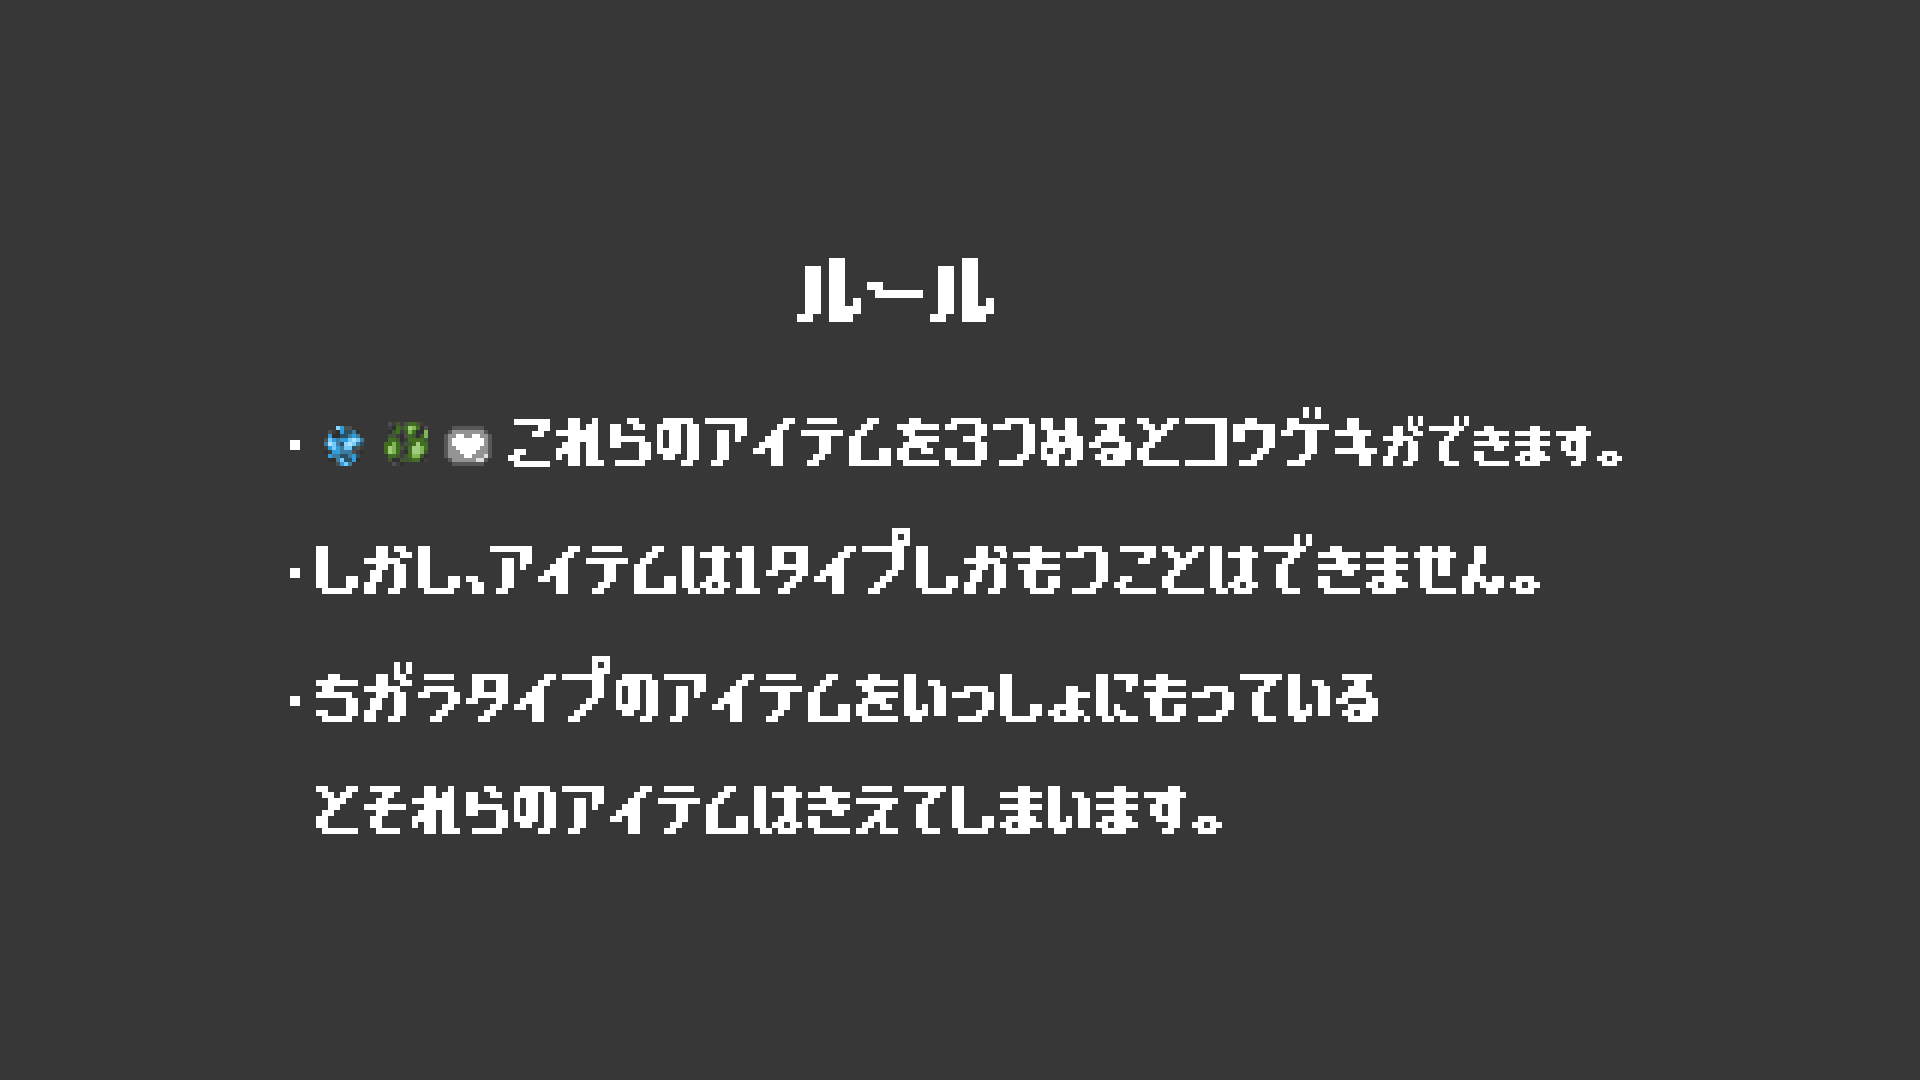 ルール
・これらのアイテムを3つめるとコウゲキができます。
・しかし、アイテムは1タイプしかもつことはできません。
・ちがうタイプのアイテムをいっしょにもっている
とそれらのアイテムはきえてしまいます。